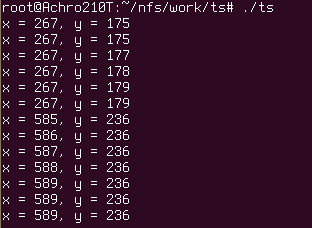 root@Achro210T:~/nfs/work/ts# ./ts
x = 267, y = 175
x = 267, y = 175
x = 267, y = 177
x = 267, y = 178
x = 267, y = 179
x = 267, y = 179
x = 585, y = 236
x = 586, y = 236
x = 587, y = 236
x = 588, y = 236
x = 589, y = 236
x = 589, y = 236
x = 589, y = 236